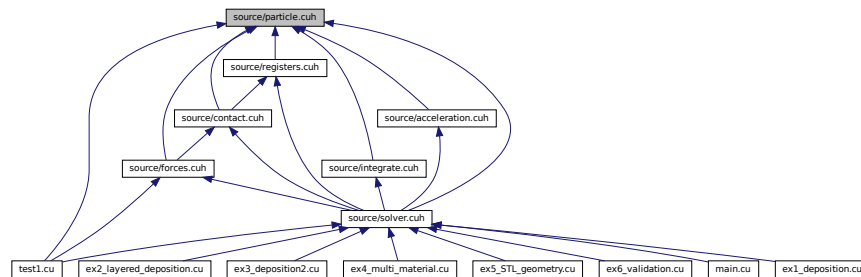 source/particle.cuh
source/registers.cuh
source/contact.cuh
source/acceleration.cuh
source/forces.cuh
source/integrate.cuh
source/solver.cuh
test1.cu
ex2_layered_deposition.cu
ex3_deposition2.cu
ex4_multi_material.cu
ex5_STL_geometry.cu
ex6_validation.cu
main.cu
ex1_deposition.cu